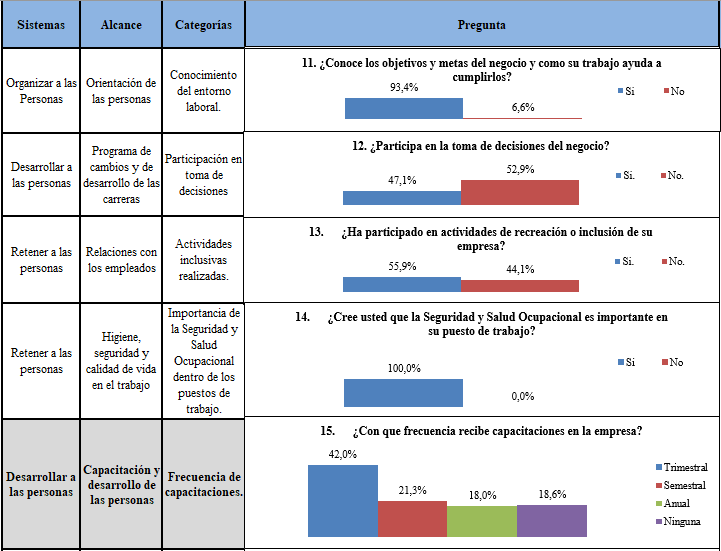 Sistemas
Alcance
Categorías
Pregunta
Organizar a las
Personas
Orientación de
las personas
Conocimiento
del entorno
laboral.
11. ¿Conoce los objetivos y metas del negocio y como su trabajo ayuda a
cumplirlos?
93,4%
6,6%
Si
No
Desarrollar a
las personas
Programa de
cambios y de
desarrollo de las
carreras
Participación en
toma de
decisiones
12. ¿Participa en la toma de decisiones del negocio?
47,1%
52,9%
Si.
No.
Retener a las
personas
Relaciones con
los empleados
Actividades
inclusivas
realizadas.
13. ¿Ha participado en actividades de recreación o inclusión de su
empresa?
55,9%
44,1%
Si.
No.
Retener a las
personas
Higiene,
seguridad y
calidad de vida
en el trabajo
Importancia de
la Seguridad y
Salud
Ocupacional
dentro de los
puestos de
trabajo.
14. ¿Cree usted que la Seguridad y Salud Ocupacional es importante en
su puesto de trabajo?
100,0%
0,0%
Si
No
Desarrollar a
las personas
Capacitación y
desarrollo de
las personas
Frecuencia de
capacitaciones.
15. ¿Con que frecuencia recibe capacitaciones en la empresa?
42,0%
21,3%
18,0%
18,6%
Trimestral
Semestral
Anual
Ninguna